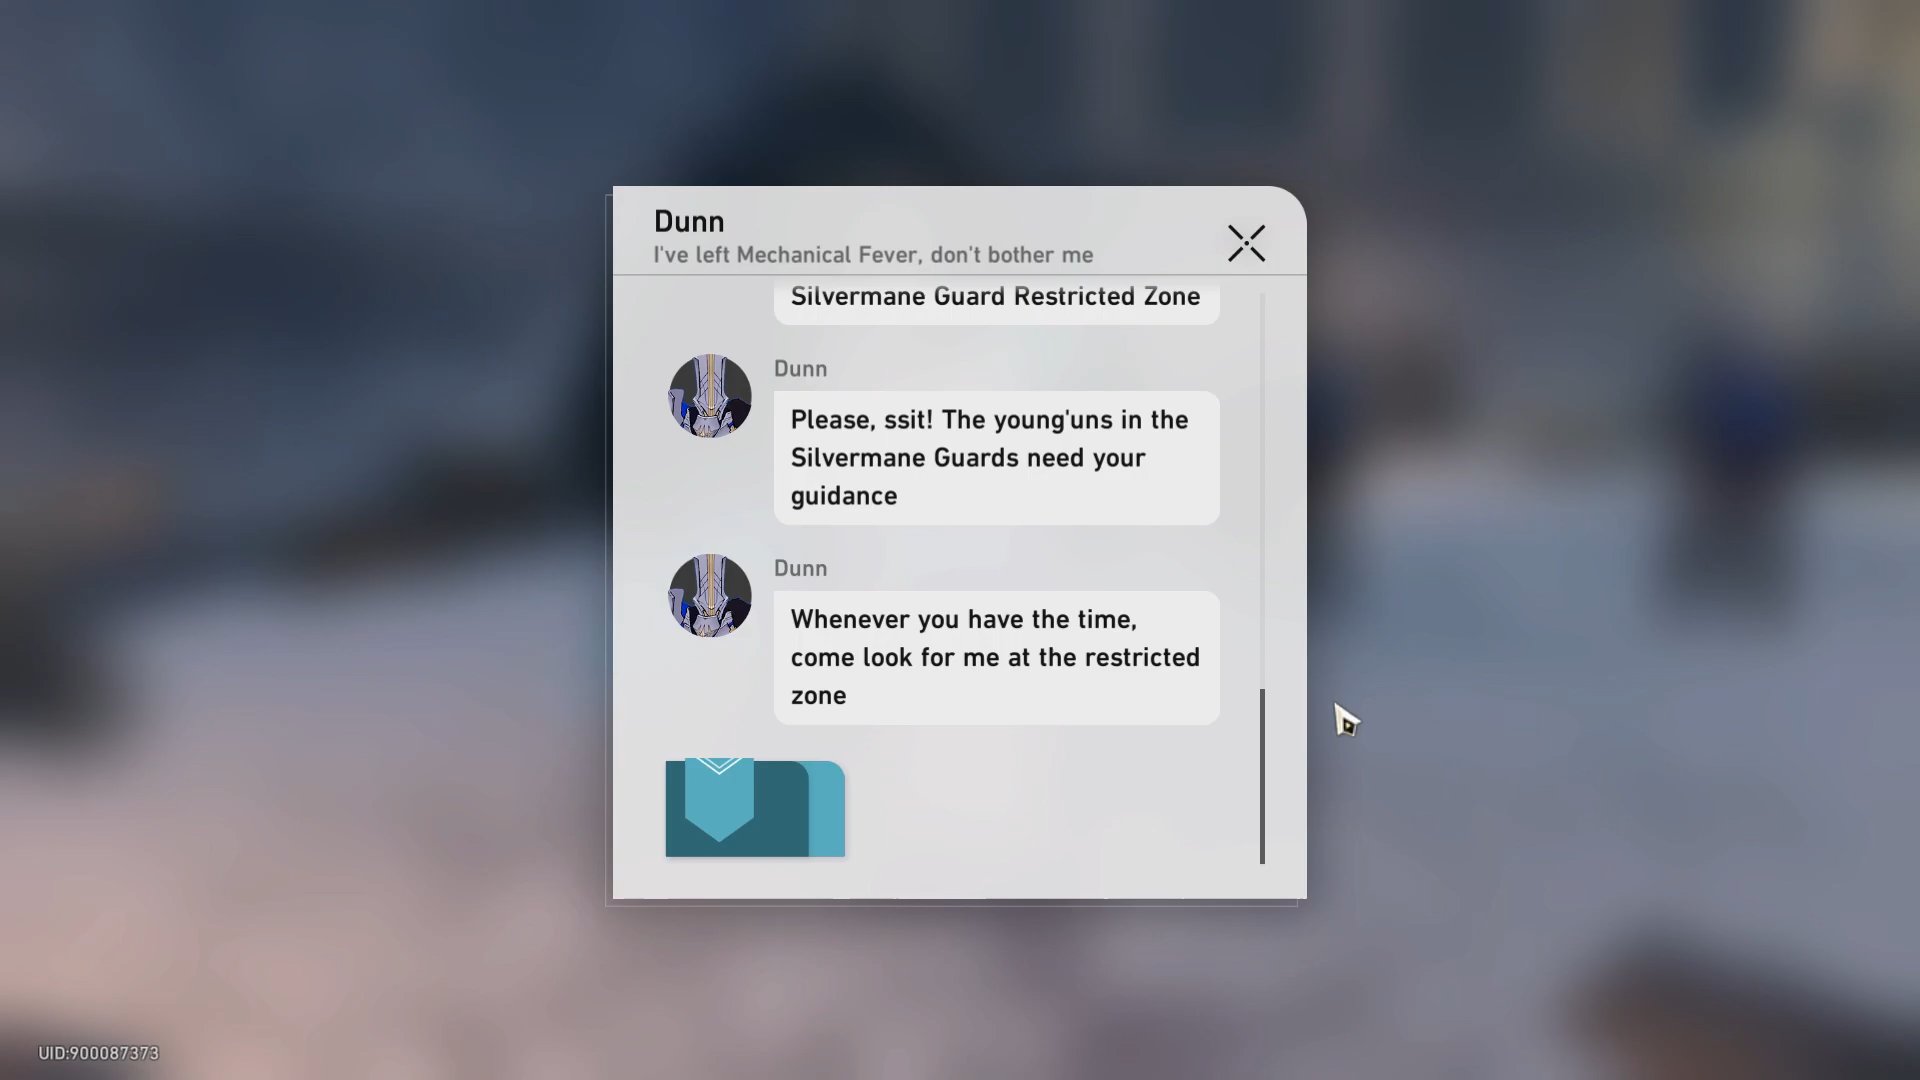 Dunn
I've left Mechanical Fever, don't bother me
Silvermane Guard Restricted Zone
Dunn
Please, ssit! The young'uns in the
Silvermane Guards need your
guidance
Dunn
Whenever you have the time,
come look for me at the restricted
zone
UID:900087373